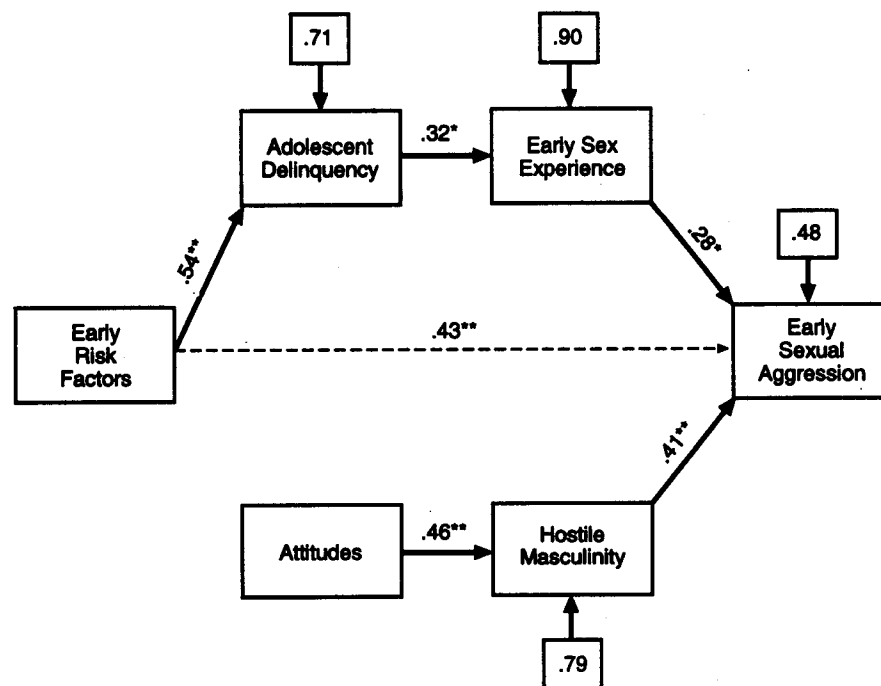 .71
.90
Adolescent
Delinquency
.32*
Early Sex
Experience
.54**
.28*
.48
Early
Risk
Factors
.43**
Early
Sexual
Aggression
.41**
Attitudes
.46**
Hostile
Masculinity
.79